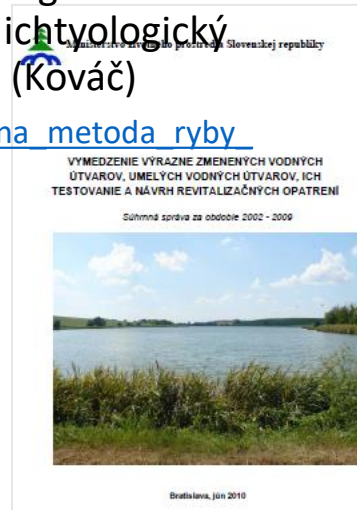 ichtyologický
Ministerstvo životného prostredia Slovenskej republiky
(Kováč)
na_metoda_ryby_
VYMEDZENIE VÝRAZNE ZMENENÝCH VODNÝCH
ÚTVAROV, UMELÝCH VODNÝCH ÚTVAROV, ICH
TESTOVANIE A NÁVRH REVITALIZAČNÝCH OPATRENÍ
Súhrnná správa za obdobie 2002 - 2009
Bratislava, jún 2010